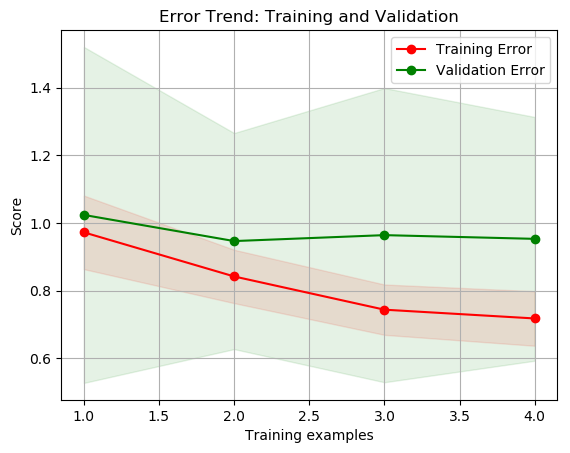 Error Trend: Training and Validation
Training Error
Validation Error
1.4
1.2
1.0
0.8
0.6
Score
1.0 1.5 2.0 2.5 3.0 3.5 4.0
Training examples